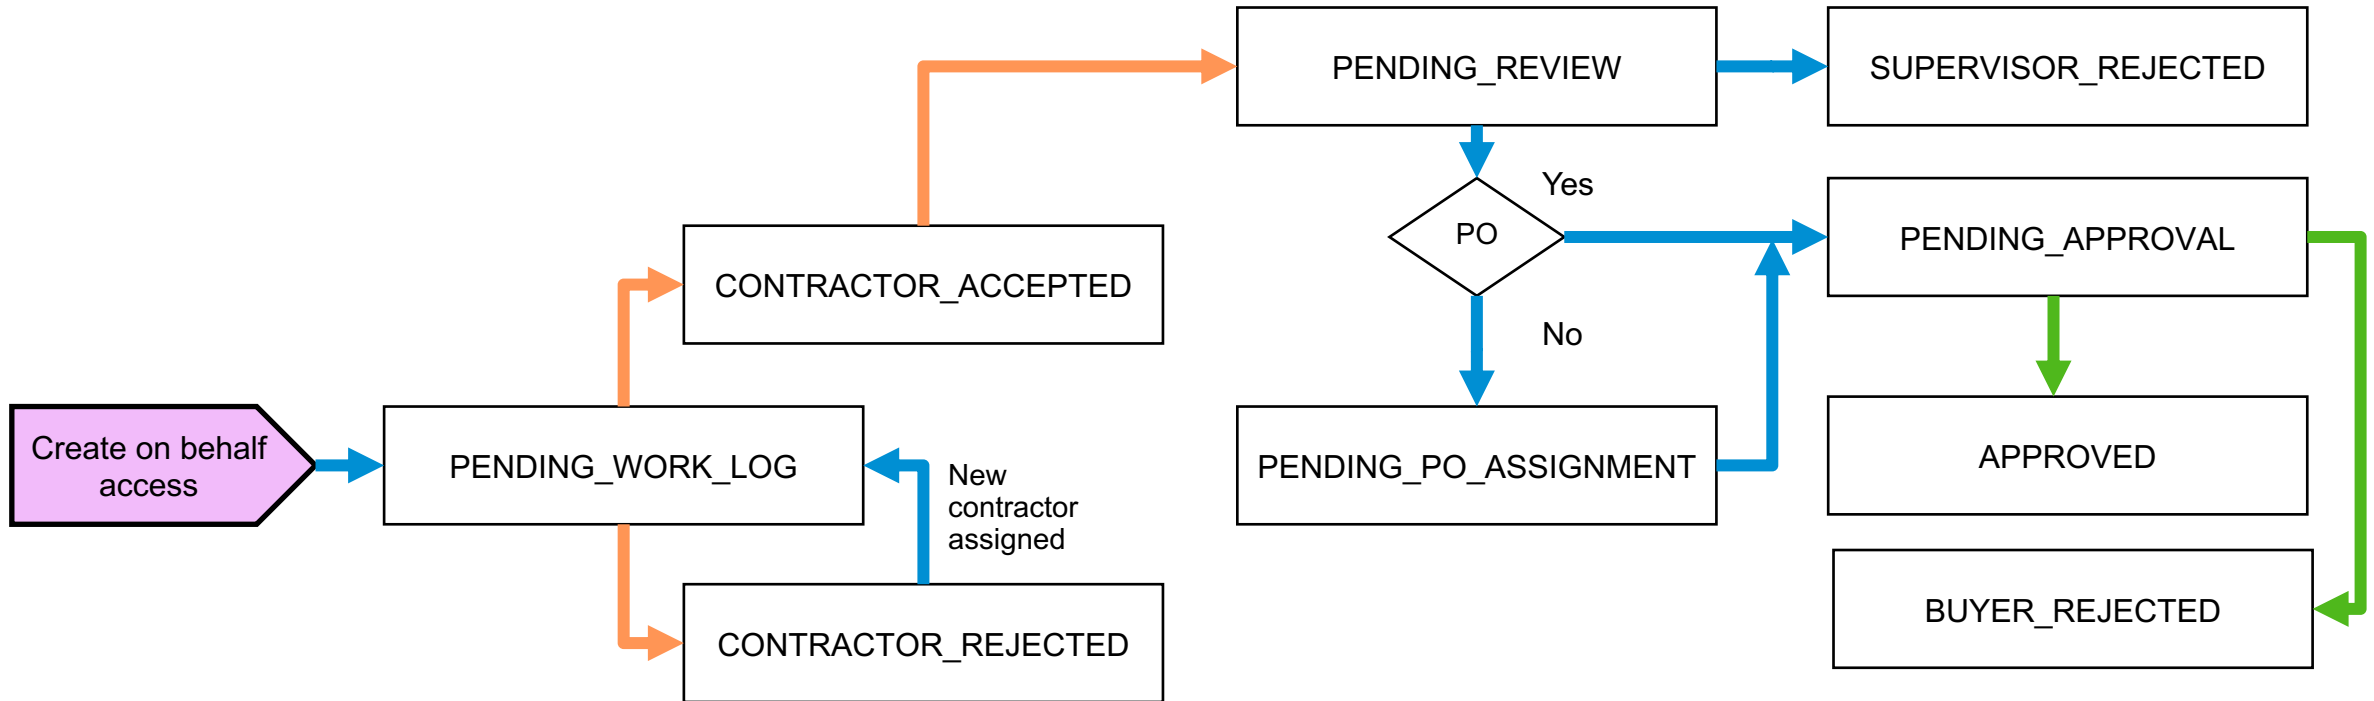 PENDING_REVIEW
SUPERVISOR_REJECTED
Yes
PO
PENDING_APPROVAL
CONTRACTOR_ACCEPTED
No
Create on behalf
access
PENDING_WORK_LOG
New
contractor
assigned
PENDING_PO_ASSIGNMENT
APPROVED
CONTRACTOR_REJECTED
BUYER_REJECTED